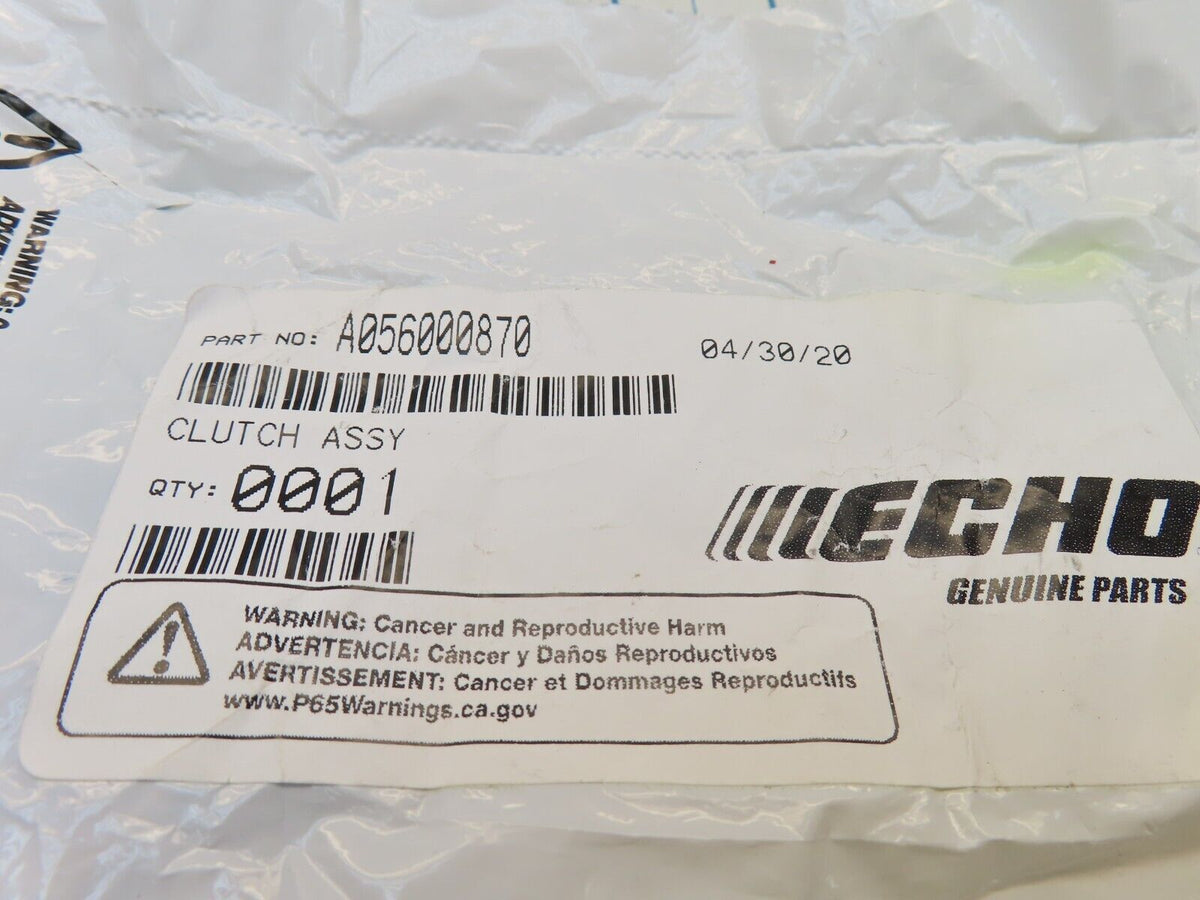 WARNING:
PART NO: A056000870
04/30/20
CLUTCH ASSY
QTY: 0001
ECHO
GENUINE PARTS
WARNING: Cancer and Reproductive Harm
ADVERTENCIA: Cáncer y Daños Reproductivos
AVERTISSEMENT: Cancer et Dommages Reproductifs
www.P65Warnings.ca.gov